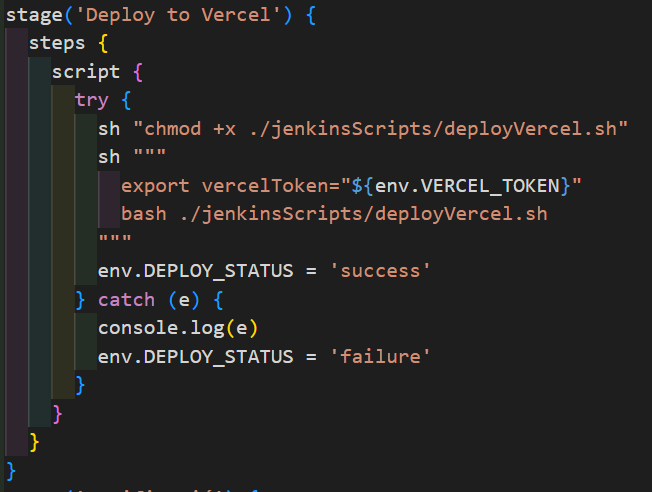 stage('Deploy to Vercel') {
steps {
script {
try {
sh "chmod +x ./jenkinsScripts/deployVercel.sh"
sh """
export vercelToken="${env.VERCEL_TOKEN}"
bash ./jenkinsScripts/deployVercel.sh
"""
env.DEPLOY_STATUS = 'success'
} catch (e) {
console.log(e)
env.DEPLOY_STATUS = 'failure'
}
}
}
}